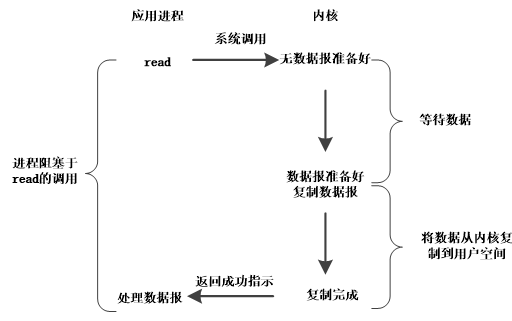 应用进程
内核
系统调用
read
无数据报准备好
等待数据
进程阻塞于
read的调用
数据报准备好
复制数据报
将数据从内核复
制到用户空间
返回成功指示
处理数据报
复制完成